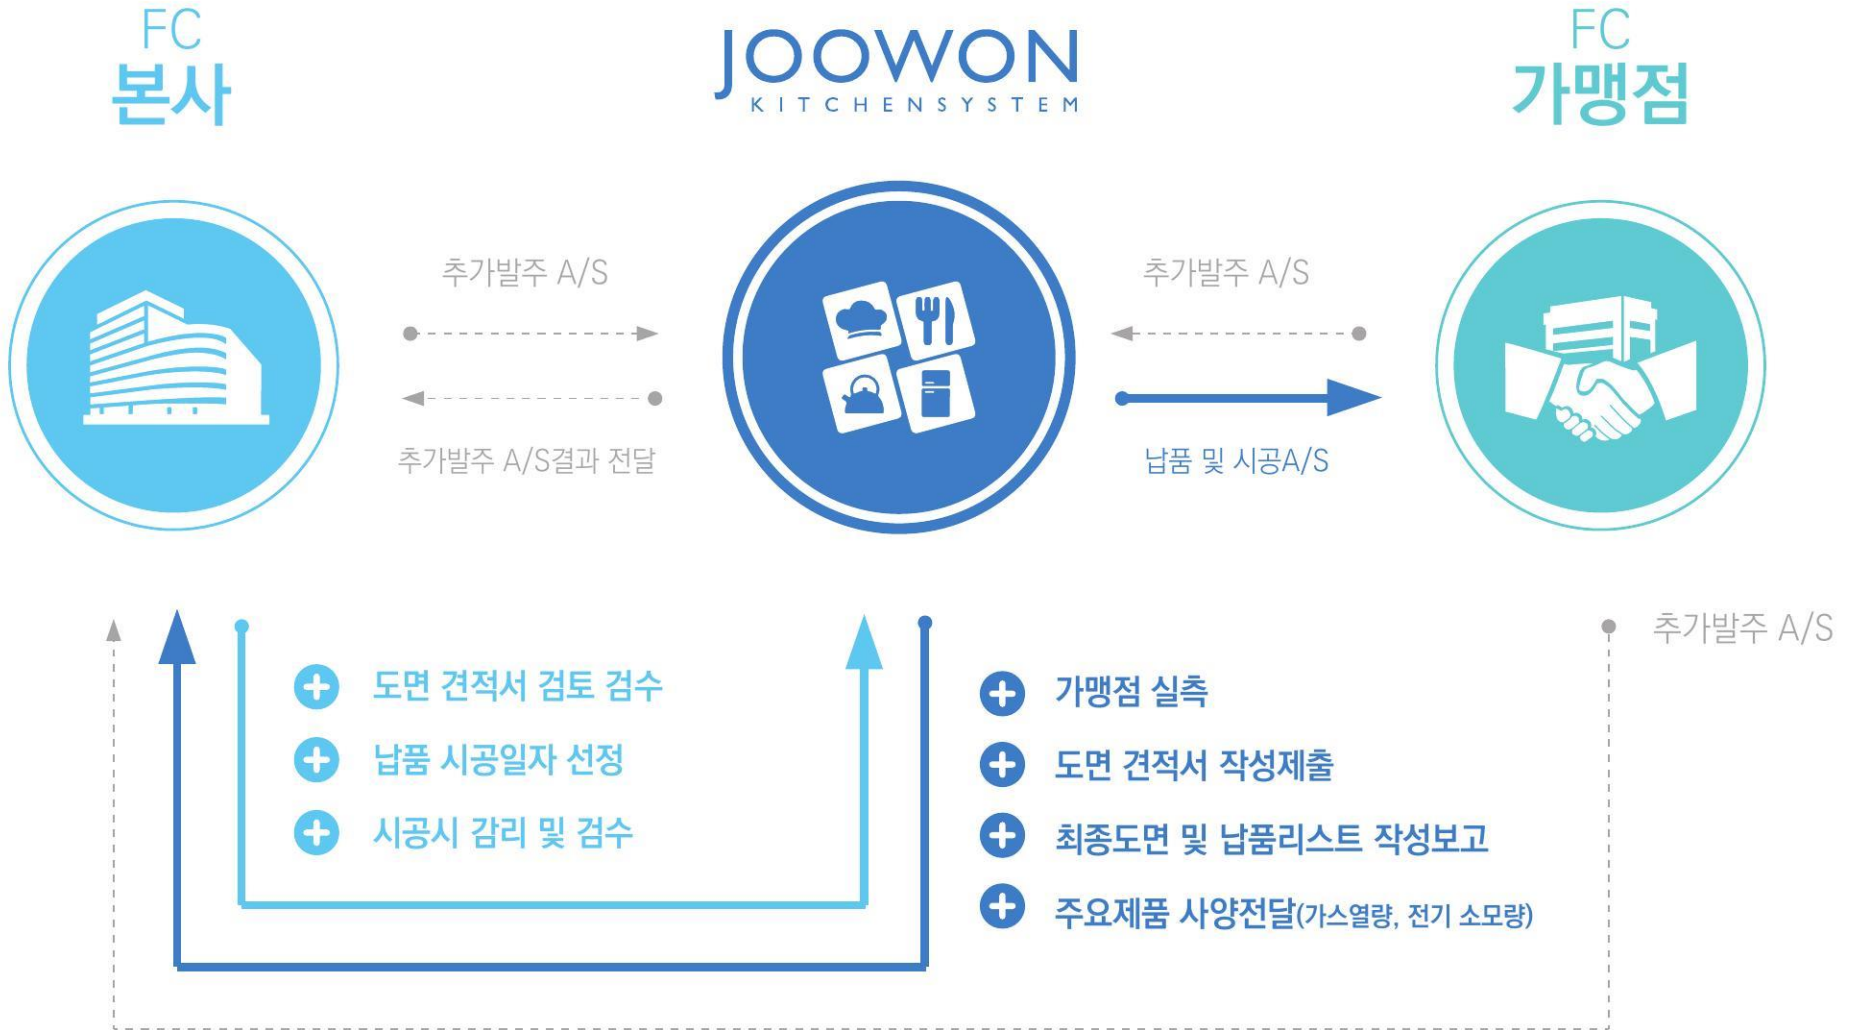 FC
본사
JOOWON
KITCHENSYSTEM
FC
가맹점
추가발주 A/S
추가발주 A/S결과 전달
추가발주 A/S
납품 및 시공A/S
추가발주 A/S
도면 견적서 검토 검수
납품 시공일자 선정
시공시 감리 및 검수
가맹점 실측
도면 견적서 작성제출
최종도면 및 납품리스트 작성보고
주요제품 사양전달(가스열량, 전기 소모량)